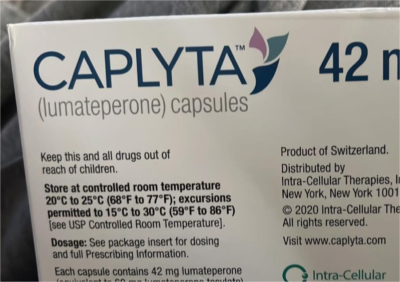 CAPLYTA™
42
(lumateperone) capsules
Keep this and all drugs out of
reach of children.
Store at controlled room temperature
20°C to 25°C (68°F to 77°F); excursions
permitted to 15°C to 30°C (59°F to 86°F)
[see USP Controlled Room Temperature].
Dosage: See package insert for dosing
and full Prescribing Information.
Each capsule contains 42 mg lumateperone
Product of Switzerland.
Distributed by
Intra-Cellular Therapies,
New York, New York 1001
© 2020 Intra-Cellular The
All rights reserved.
Visit www.caplyta.com
Intra-Cellular